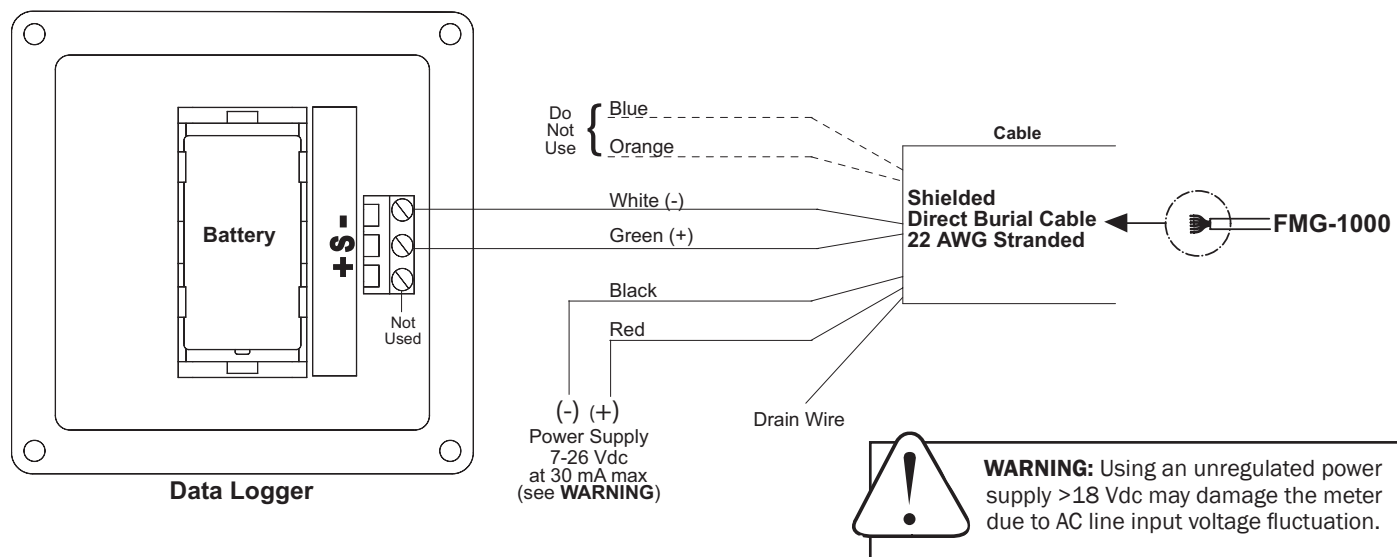 Battery
+S-
Not
Used
Data Logger
Do
Not
Use
Blue
Orange
White (-)
Green (+)
Black
Red
(-) (+)
Power Supply
7-26 Vdc
at 30 mA max
(see WARNING)
Drain Wire
Cable
Shielded
Direct Burial Cable
22 AWG Stranded
FMG-1000
!
WARNING: Using an unregulated power
supply >18 Vdc may damage the meter
due to AC line input voltage fluctuation.